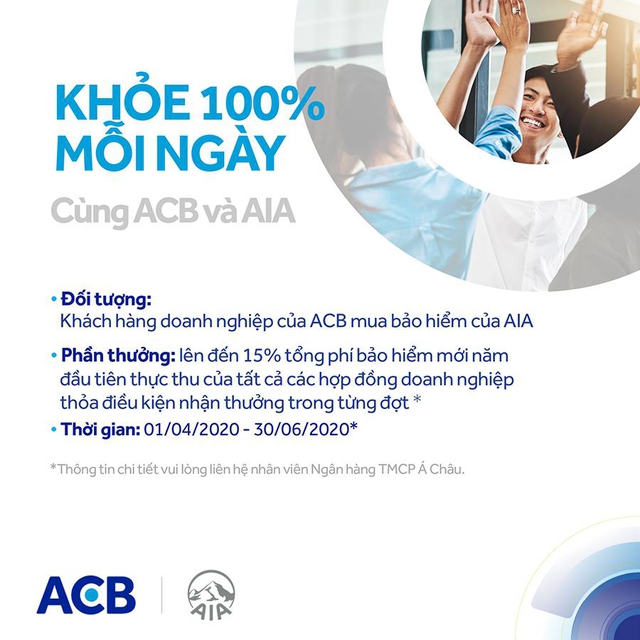 KHỎE 100%
MỖI NGÀY
Cùng ACB và AIA
• Đối tượng:
Khách hàng doanh nghiệp của ACB mua bảo hiểm của AIA
• Phần thưởng: lên đến 15% tổng phí bảo hiểm mới năm
đầu tiên thực thu của tất cả các hợp đồng doanh nghiệp
thỏa điều kiện nhận thưởng trong từng đợt *
• Thời gian: 01/04/2020 - 30/06/2020*
*Thông tin chi tiết vui lòng liên hệ nhân viên Ngân hàng TMCP Á Châu.
ACB
AIA